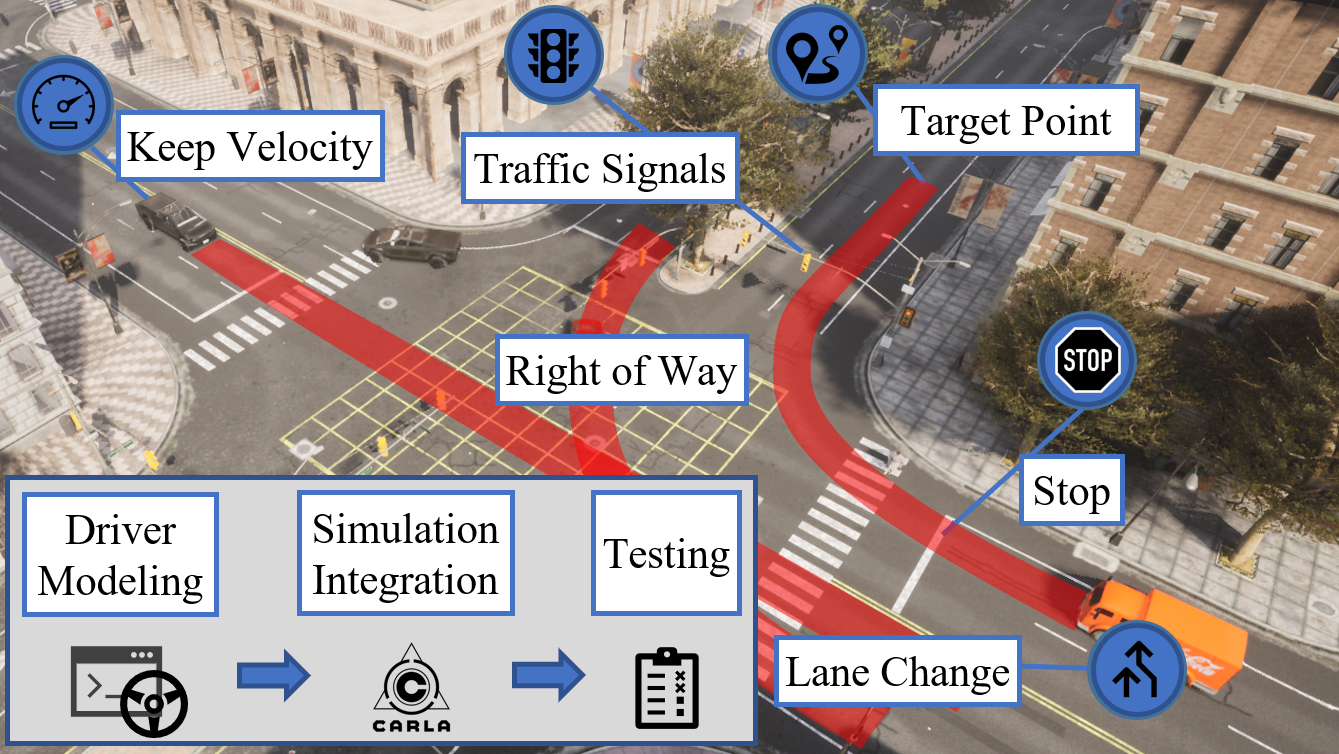 Keep Velocity
Traffic Signals
Target Point
Right of Way
STOP
Stop
Driver
Modeling
Simulation
Integration
Testing
Lane Change
C
CARLA